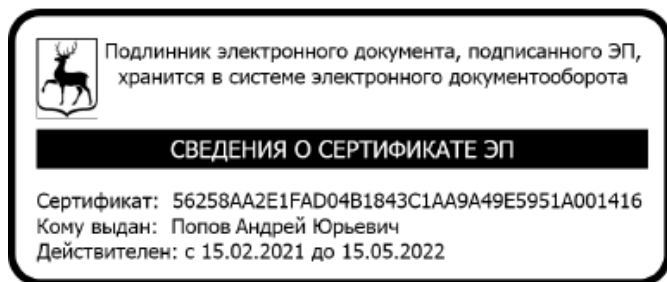 Подлинник электронного документа, подписанного ЭП,
хранится в системе электронного документооборота
СВЕДЕНИЯ О СЕРТИФИКАТЕ ЭП
Сертификат: 56258AA2E1FAD04B1843C1AA9A49E5951A001416
Кому выдан: Попов Андрей Юрьевич
Действителен: с 15.02.2021 до 15.05.2022